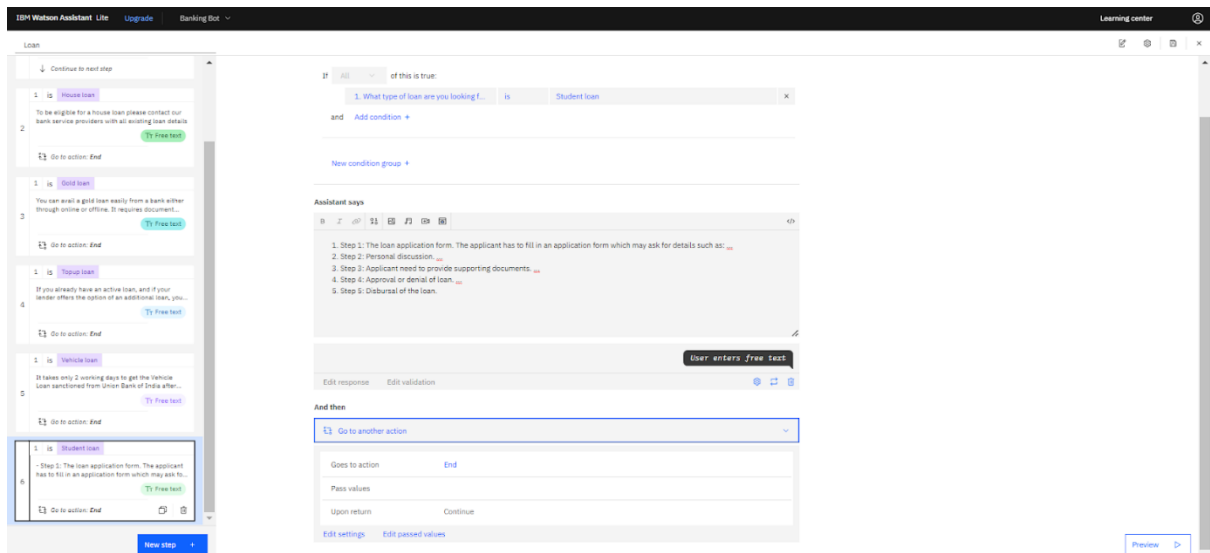 IBM Watson Assistant Lite Upgrade Banking Bot Learning center
Loan
Continue to next step
1 is House loan
To be eligible for a house loan please contact our
bank service providers with all existing loan details
2
Free text
Go to action: End
1 is Gold loan
You can avail a gold loan easily from a bank either
through online or offline. It requires document...
3
Free text
Go to action: End
1 is Topup loan
If you already have an active loan, and if your
lender offers the option of an additional loan, you...
4
Free text
Go to action: End
1 is Vehicle loan
It takes only 2 working days to get the Vehicle
Loan sanctioned from Union Bank of India after...
5
Free text
Go to action: End
1 is Student loan
- Step 1: The loan application form. The applicant
has to fill in an application form which may ask fo...
6
Free text
Go to action: End
New step +
If All of this is true:
1. What type of loan are you looking f... is Student loan
and Add condition +
New condition group +
Assistant says
1. Step 1: The loan application form. The applicant has to fill in an application form which may ask for details such as:
2. Step 2: Personal discussion.
3. Step 3: Applicant need to provide supporting documents.
4. Step 4: Approval or denial of loan.
5. Step 5: Disbursal of the loan.
User enters free text
Edit response Edit validation
And then
Go to another action
Goes to action End
Pass values
Upon return Continue
Edit settings Edit passed values
Preview